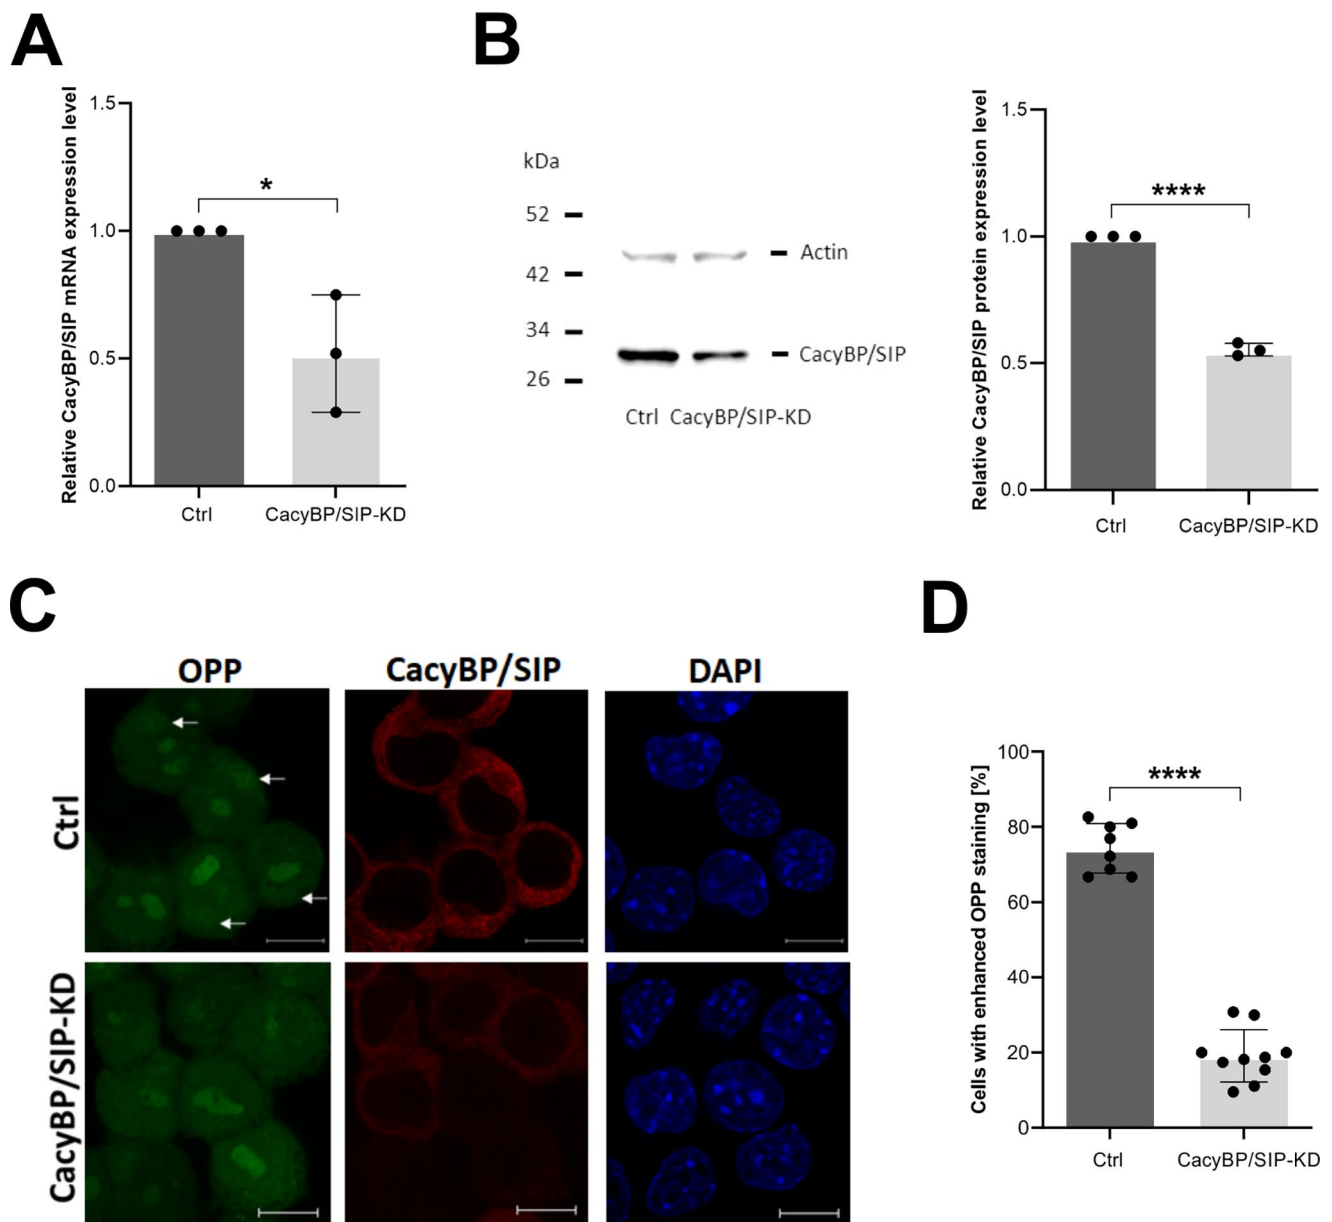 A
Relative CacyBP/SIP mRNA expression level
1.5
1.0
0.5
0.0
*
Ctrl
CacyBP/SIP-KD
B
kDa
52
42
34
26
Actin
CacyBP/SIP
Ctrl CacyBP/SIP-KD
Relative CacyBP/SIP protein expression level
1.5
1.0
0.5
0.0
****
Ctrl
CacyBP/SIP-KD
C
OPP
CacyBP/SIP
DAPI
Ctrl
CacyBP/SIP-KD
D
Cells with enhanced OPP staining [%]
100
80
60
40
20
0
****
Ctrl
CacyBP/SIP-KD